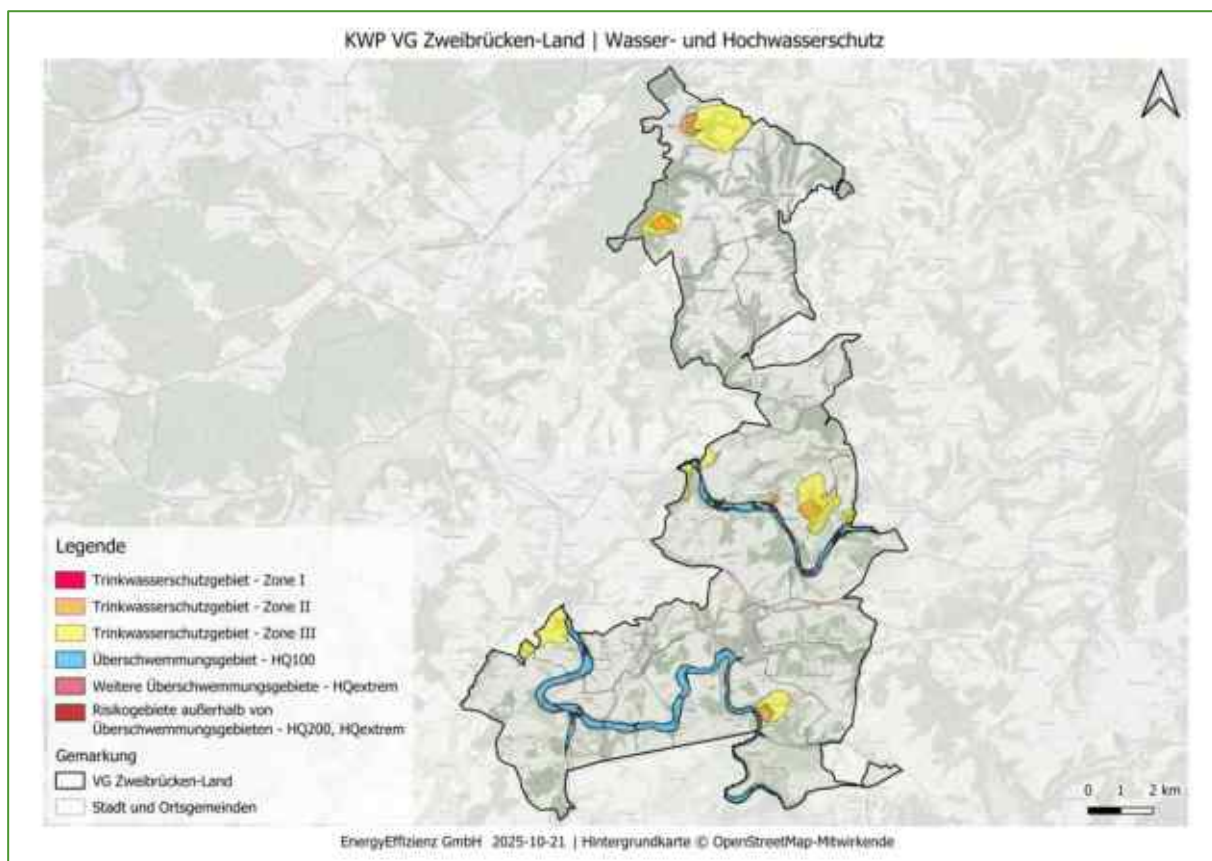 KWP VG Zweibrücken-Land | Wasser- und Hochwasserschutz
Legende
Trinkwasserschutzgebiet - Zone I
Trinkwasserschutzgebiet - Zone II
Trinkwasserschutzgebiet - Zone III
Überschwemmungsgebiet - HQ100
Weitere Überschwemmungsgebiete - HQextrem
Risikogebiete außerhalb von
Überschwemmungsgebieten - HQ200, HQextrem
Gemarkung
VG Zweibrücken-Land
Stadt und Ortsgemeinden
0 1 2 km
EnergyEffizienz GmbH 2025-10-21 | Hintergrundkarte © OpenStreetMap-Mitwirkende